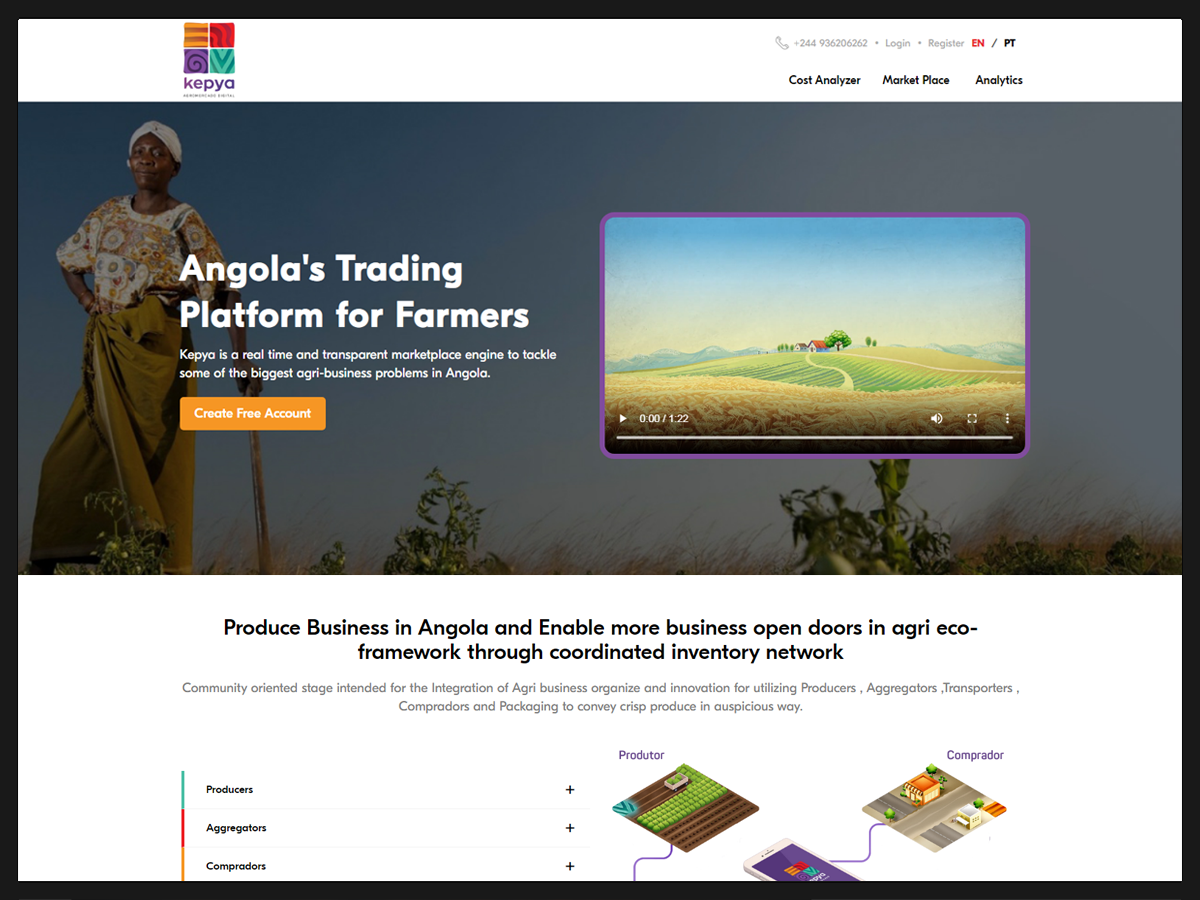 kepya
AGROMERCADO DIGITAL
+244 936206262 • Login • Register EN / PT
Cost Analyzer Market Place Analytics
Angola's Trading
Platform for Farmers
Kepya is a real time and transparent marketplace engine to tackle
some of the biggest agri-business problems in Angola.
Create Free Account
0:00 / 1:22
Produce Business in Angola and Enable more business open doors in agri eco-
framework through coordinated inventory network
Community oriented stage intended for the Integration of Agri business organize and innovation for utilizing Producers , Aggregators ,Transporters ,
Compradors and Packaging to convey crisp produce in auspicious way.
Produtor
Comprador
Producers +
Aggregators +
Compradors +